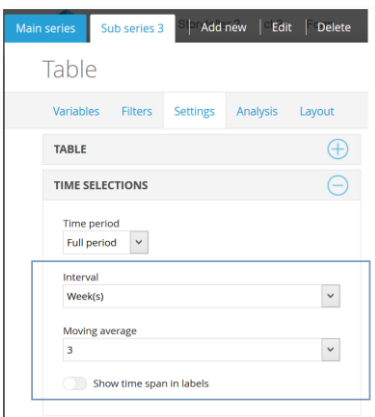 Main series Sub series 3 Add new Edit Delete
Table
Variables Filters Settings Analysis Layout
TABLE
TIME SELECTIONS
Time period
Full period
Interval
Week(s)
Moving average
3
Show time span in labels